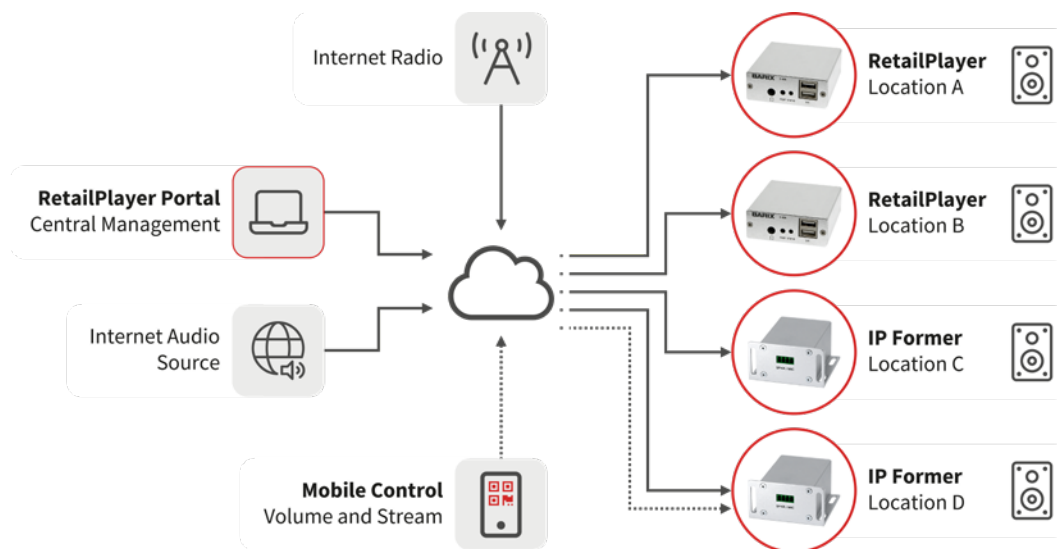 Internet Radio
RetailPlayer Portal
Central Management
Internet Audio
Source
Mobile Control
Volume and Stream
RetailPlayer
Location A
RetailPlayer
Location B
IP Former
Location C
IP Former
Location D
BARIX
BARIX